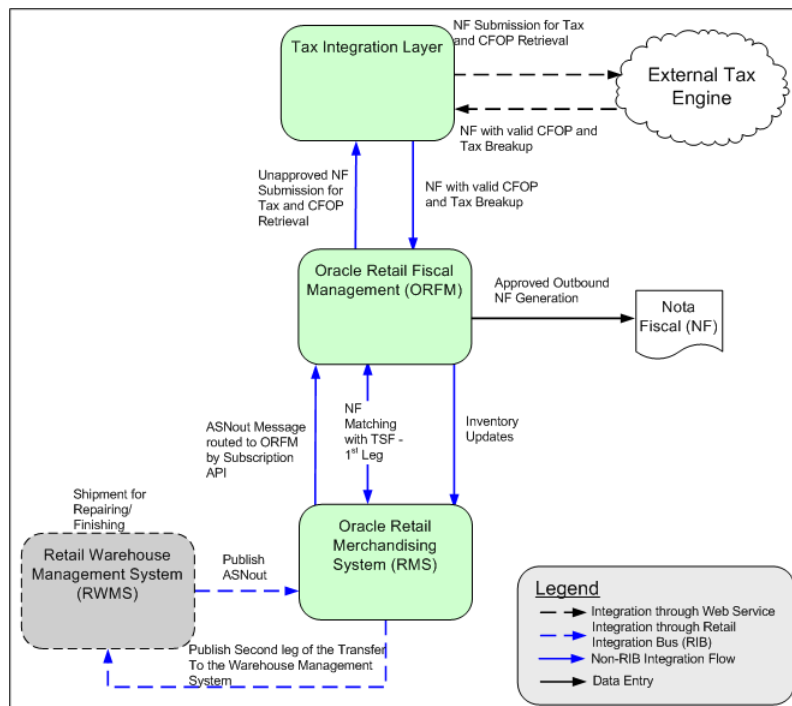 Tax Integration Layer
NF Submission for Tax
and CFOP Retrieval
External Tax
Engine
NF with valid CFOP and
Tax Breakup
Unapproved NF
Submission for
Tax and CFOP
Retrieval
NF with valid CFOP
and Tax Breakup
Oracle Retail Fiscal
Management (ORFM)
Approved Outbound
NF Generation
Nota
Fiscal (NF)
ASNout Message
routed to ORFM
by Subscription
API
NF
Matching
with TSF -
1st Leg
Inventory
Updates
Shipment for
Repairing/
Finishing
Retail Warehouse
Management System
(RWMS)
Publish
ASNout
Oracle Retail
Merchandising
System (RMS)
Publish Second leg of the Transfer
To the Warehouse Management
System
Legend
Integration through Web Service
Integration through Retail
Integration Bus (RIB)
Non-RIB Integration Flow
Data Entry